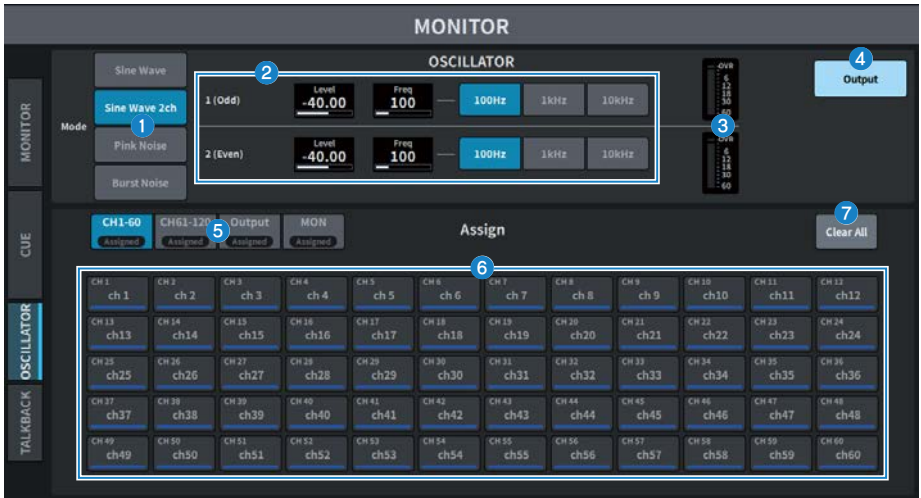 MONITOR
OSCILLATOR
Mode
Sine Wave
Sine Wave 2ch
Pink Noise
Burst Noise
1
2
1 (Odd)
Level
-40.00
Freq
100
100Hz
1kHz
10kHz
2 (Even)
Level
-40.00
Freq
100
100Hz
1kHz
10kHz
OVR
6
12
18
30
60
3
OVR
6
12
18
30
60
4
Output
MONITOR
CUE
OSCILLATOR
TALKBACK
CH1-60
Assigned
CH61-120
Assigned
5
Output
Assigned
MON
Assigned
Assign
7
Clear All
6
CH 1 CH 2 CH 3 CH 4 CH 5 CH 6 CH 7 CH 8 CH 9 CH 10 CH 11 CH 12
ch 1 ch 2 ch 3 ch 4 ch 5 ch 6 ch 7 ch 8 ch 9 ch10 ch11 ch12
CH 13 CH 14 CH 15 CH 16 CH 17 CH 18 CH 19 CH 20 CH 21 CH 22 CH 23 CH 24
ch13 ch14 ch15 ch16 ch17 ch18 ch19 ch20 ch21 ch22 ch23 ch24
CH 25 CH 26 CH 27 CH 28 CH 29 CH 30 CH 31 CH 32 CH 33 CH 34 CH 35 CH 36
ch25 ch26 ch27 ch28 ch29 ch30 ch31 ch32 ch33 ch34 ch35 ch36
CH 37 CH 38 CH 39 CH 40 CH 41 CH 42 CH 43 CH 44 CH 45 CH 46 CH 47 CH 48
ch37 ch38 ch39 ch40 ch41 ch42 ch43 ch44 ch45 ch46 ch47 ch48
CH 49 CH 50 CH 51 CH 52 CH 53 CH 54 CH 55 CH 56 CH 57 CH 58 CH 59 CH 60
ch49 ch50 ch51 ch52 ch53 ch54 ch55 ch56 ch57 ch58 ch59 ch60